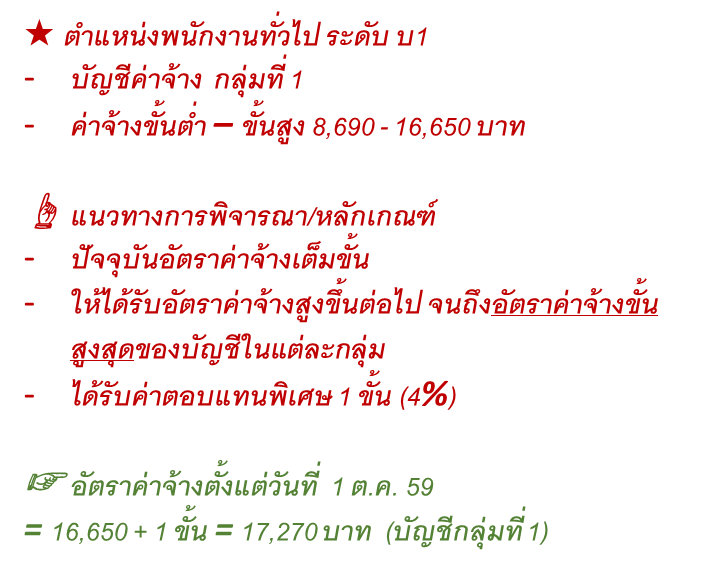 ★ ตำแหน่งพนักงานทั่วไป ระดับ บ1
- บัญชีค่าจ้าง กลุ่มที่ 1
- ค่าจ้างขั้นต่ำ – ขั้นสูง 8,690 - 16,650 บาท
☝ แนวทางการพิจารณา/หลักเกณฑ์
- ปัจจุบันอัตราค่าจ้างเต็มขั้น
- ให้ได้รับอัตราค่าจ้างสูงขึ้นต่อไป จนถึงอัตราค่าจ้างขั้น
สูงสุดของบัญชีในแต่ละกลุ่ม
- ได้รับค่าตอบแทนพิเศษ 1 ขั้น (4%)
☞ อัตราค่าจ้างตั้งแต่วันที่ 1 ต.ค. 59
= 16,650 + 1 ขั้น = 17,270 บาท (บัญชีกลุ่มที่ 1)